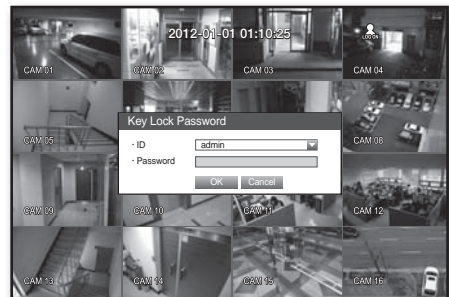 2012-01-01 01:10:25
LOG ON
CAM 01
CAM 02
CAM 03
CAM 04
Key Lock Password
· ID
admin
· Password
OK
Cancel
CAM 05
CAM 08
CAM 09
CAM 10
CAM 11
CAM 12
CAM 13
CAM 14
CAM 15
CAM 16